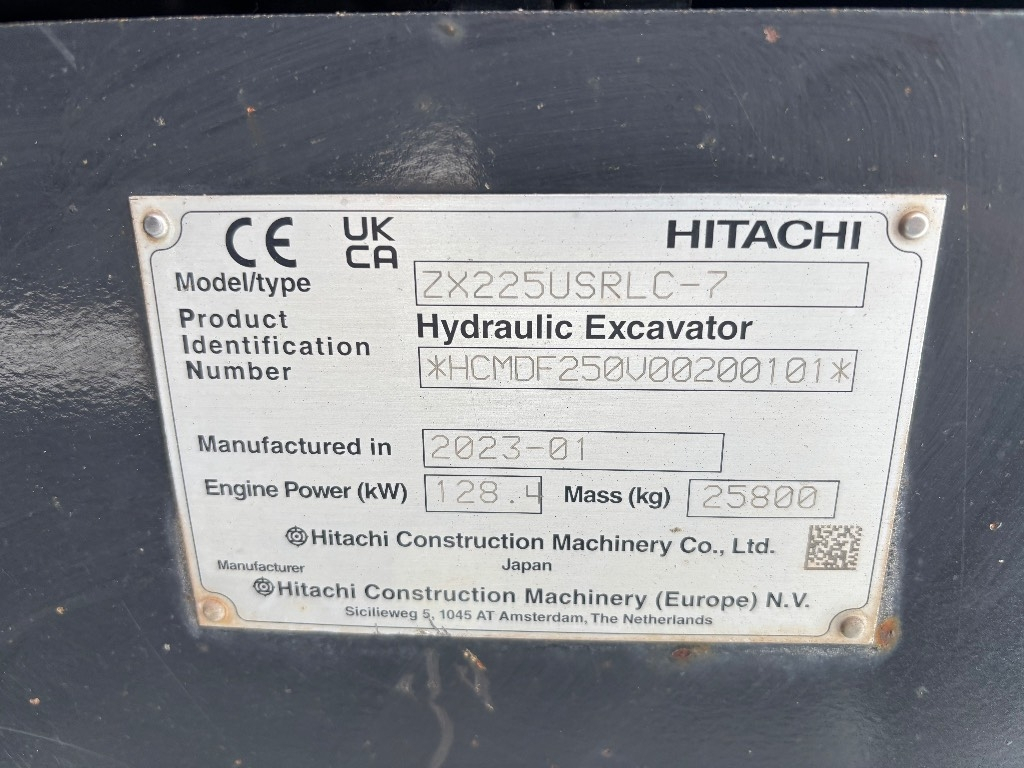 CE UK CA HITACHI
Model/type ZX225USRLC-7
Product Identification Number Hydraulic Excavator
*HCMDF250V00200101*
Manufactured in 2023-01
Engine Power (kW) 128.4 Mass (kg) 25800
Hitachi Construction Machinery Co., Ltd.
Manufacturer Japan
Hitachi Construction Machinery (Europe) N.V.
Sicilieweg 5, 1045 AT Amsterdam, The Netherlands